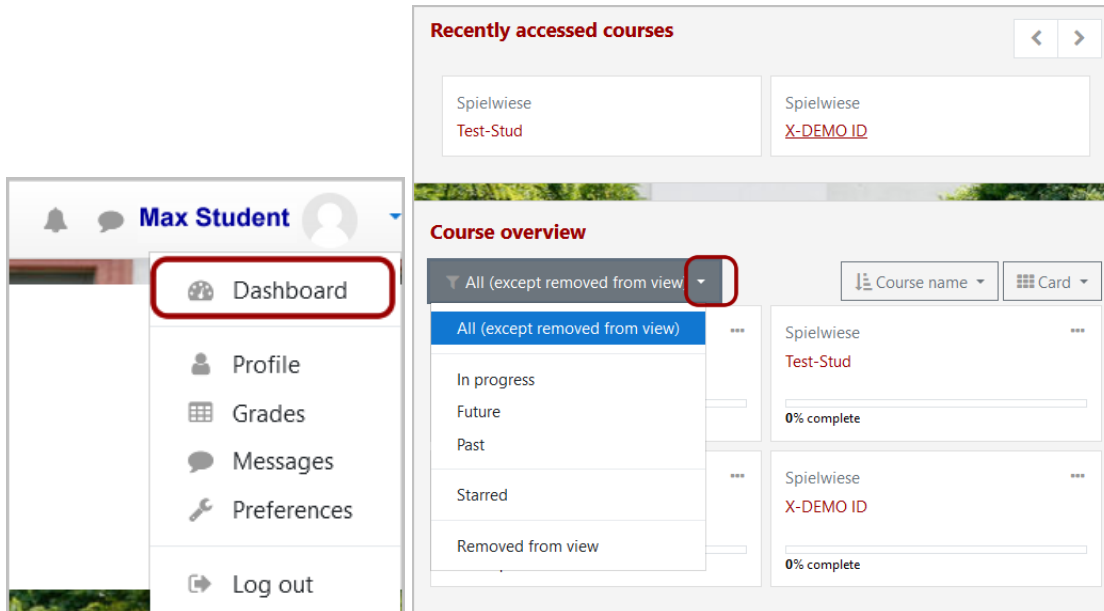 Max Student
Dashboard
Profile
Grades
Messages
Preferences
Log out
Recently accessed courses
Spielwiese
Test-Stud
Spielwiese
X-DEMO ID
Course overview
All (except removed from view
Course name
Card
All (except removed from view)
In progress
Future
Past
Starred
Removed from view
Spielwiese
Test-Stud
0% complete
Spielwiese
X-DEMO ID
0% complete